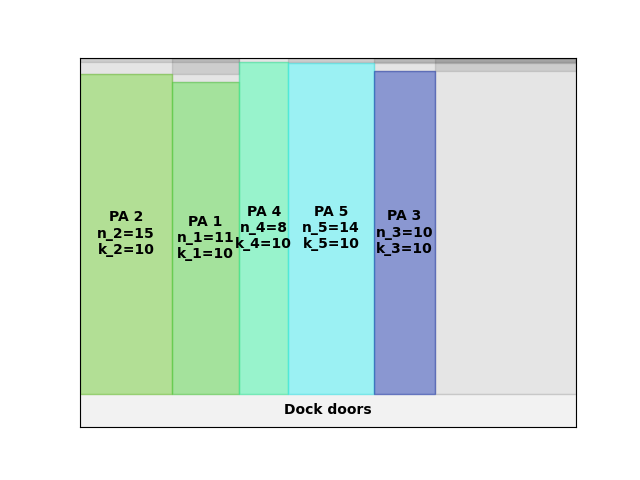 PA 2
n_2=15
k_2=10
PA 1
n_1=11
k_1=10
PA 4
n_4=8
k_4=10
PA 5
n_5=14
k_5=10
PA 3
n_3=10
k_3=10
Dock doors